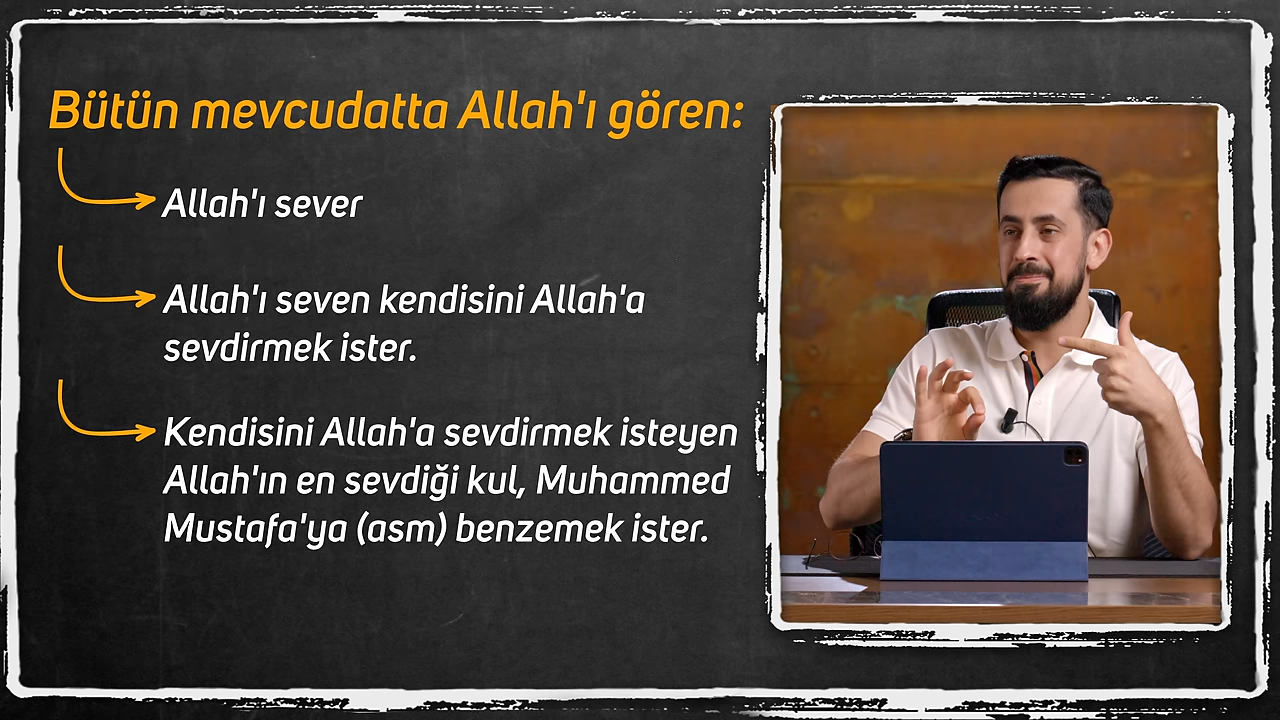 Bütün mevcudatta Allah'ı gören:
Allah'ı sever
Allah'ı seven kendisini Allah'a
sevdirmek ister.
Kendisini Allah'a sevdirmek isteyen
Allah'ın en sevdiği kul, Muhammed
Mustafa'ya (asm) benzemek ister.